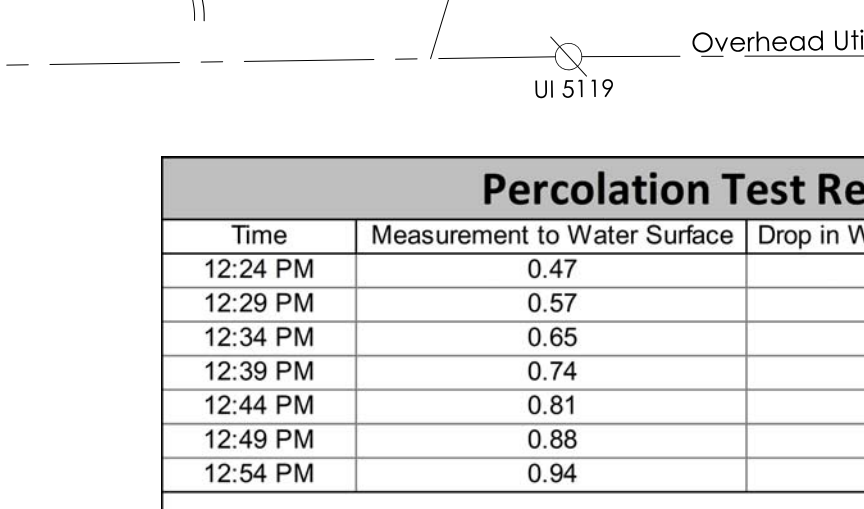 Overhead Uti
UI 5119
Percolation Test Re
Time Measurement to Water Surface Drop in W
12:24 PM 0.47
12:29 PM 0.57
12:34 PM 0.65
12:39 PM 0.74
12:44 PM 0.81
12:49 PM 0.88
12:54 PM 0.94